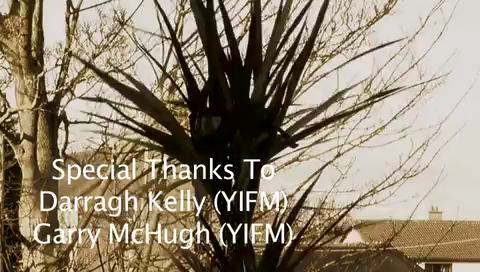 Special Thanks To
Darragh Kelly (YIFM)
Garry McHugh (YIFM)